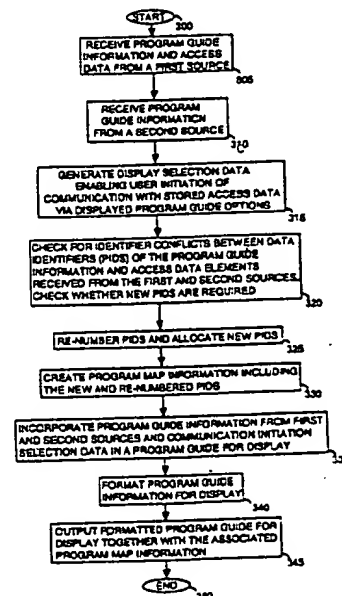 START
300
RECEIVE PROGRAM GUIDE
INFORMATION AND ACCESS
DATA FROM A FIRST SOURCE
305
RECEIVE PROGRAM
GUIDE INFORMATION
FROM A SECOND SOURCE
310
GENERATE DISPLAY SELECTION DATA
ENABLING USER INITIATION OF
COMMUNICATION WITH STORED ACCESS DATA
VIA DISPLAYED PROGRAM GUIDE OPTIONS
315
CHECK FOR IDENTIFIER CONFLICTS BETWEEN DATA
IDENTIFIERS (PIDS) OF THE PROGRAM GUIDE
INFORMATION AND ACCESS DATA ELEMENTS
RECEIVED FROM THE FIRST AND SECOND SOURCES.
CHECK WHETHER NEW PIDS ARE REQUIRED
320
RE-NUMBER PIDS AND ALLOCATE NEW PIDS
325
CREATE PROGRAM MAP INFORMATION INCLUDING
THE NEW AND RE-NUMBERED PIDS
330
INCORPORATE PROGRAM GUIDE INFORMATION FROM FIRST
AND SECOND SOURCES AND COMMUNICATION INITIATION
SELECTION DATA IN A PROGRAM GUIDE FOR DISPLAY
FORMAT PROGRAM GUIDE
INFORMATION FOR DISPLAY
340
OUTPUT FORMATTED PROGRAM GUIDE FOR
DISPLAY TOGETHER WITH THE ASSOCIATED
PROGRAM MAP INFORMATION
345
END